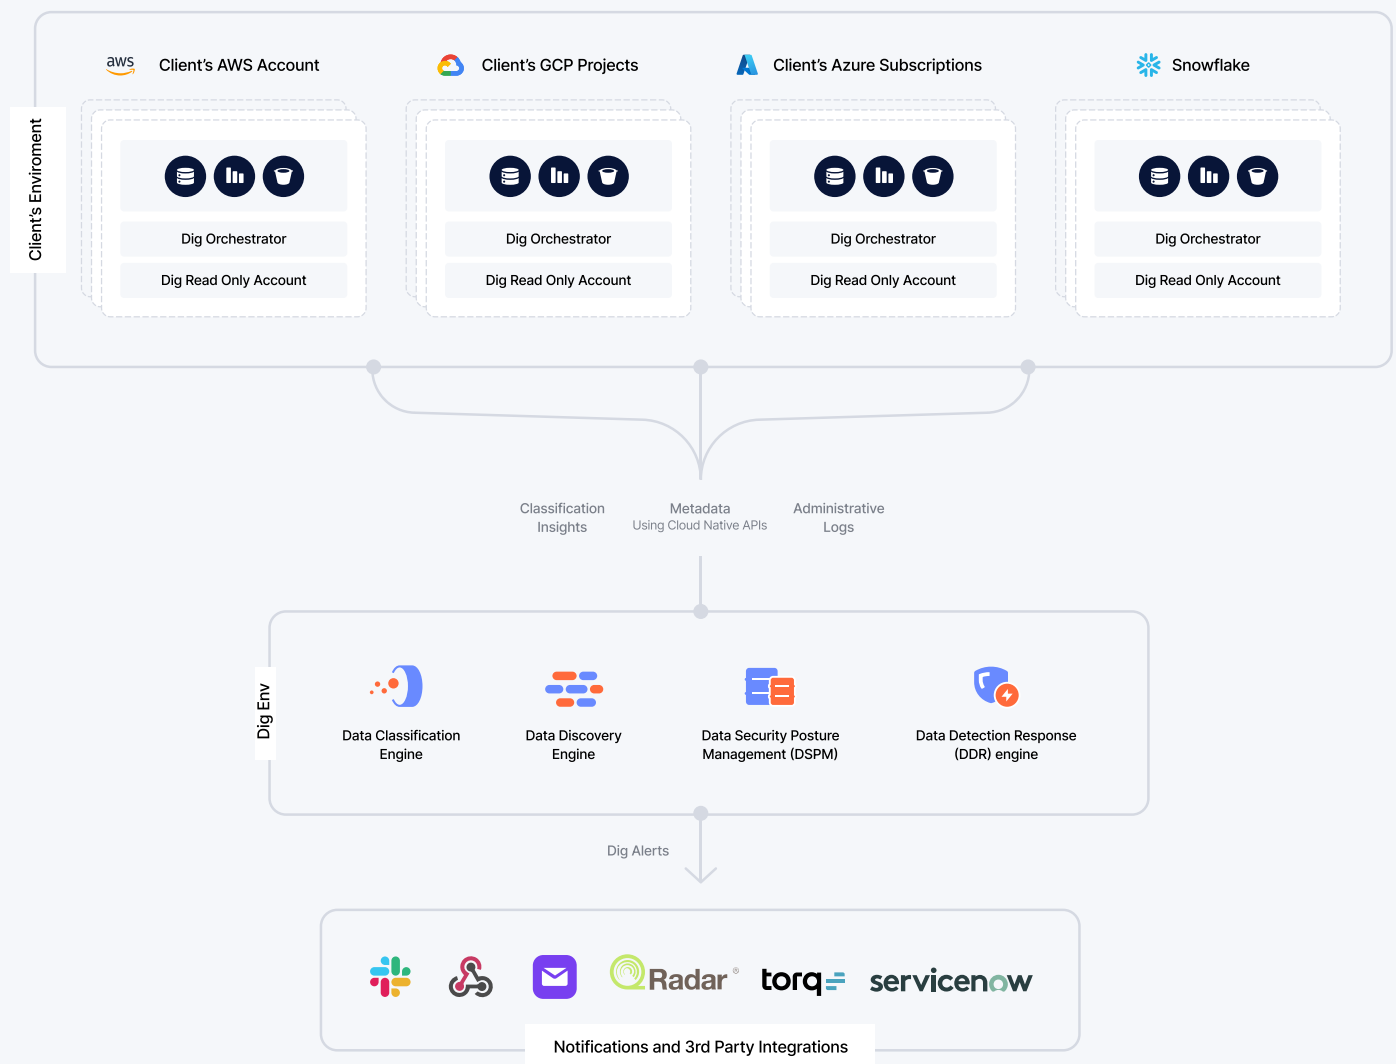 aws Client's AWS Account
Client's GCP Projects
Client's Azure Subscriptions
Snowflake
Client's Enviroment
Dig Orchestrator
Dig Read Only Account
Dig Orchestrator
Dig Read Only Account
Dig Orchestrator
Dig Read Only Account
Dig Orchestrator
Dig Read Only Account
Classification
Insights
Metadata
Using Cloud Native APIs
Administrative
Logs
Dig Env
Data Classification
Engine
Data Discovery
Engine
Data Security Posture
Management (DSPM)
Data Detection Response
(DDR) engine
Dig Alerts
QRadar®
torq
servicenow
Notifications and 3rd Party Integrations